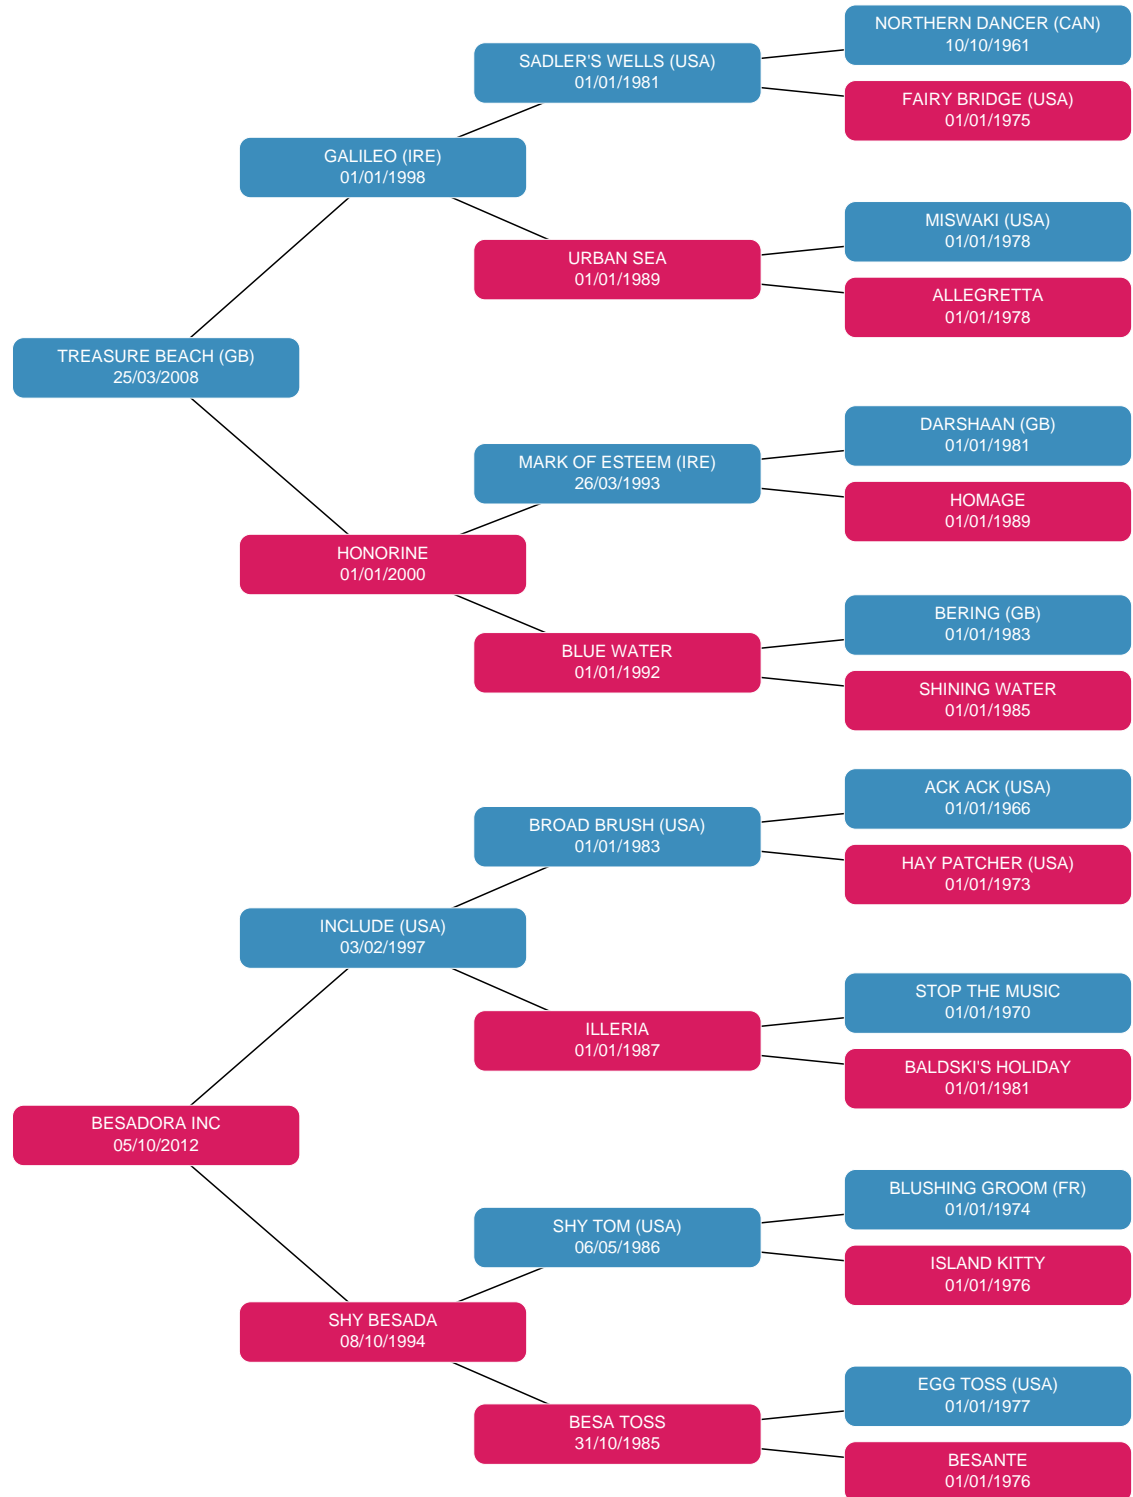 NORTHERN DANCER (CAN)
10/10/1961
SADLER'S WELLS (USA)
01/01/1981
FAIRY BRIDGE (USA)
01/01/1975
GALILEO (IRE)
01/01/1998
MISWAKI (USA)
01/01/1978
URBAN SEA
01/01/1989
ALLEGRETTA
01/01/1978
TREASURE BEACH (GB)
25/03/2008
DARSHAAN (GB)
01/01/1981
MARK OF ESTEEM (IRE)
26/03/1993
HOMAGE
01/01/1989
HONORINE
01/01/2000
BERING (GB)
01/01/1983
BLUE WATER
01/01/1992
SHINING WATER
01/01/1985
ACK ACK (USA)
01/01/1966
BROAD BRUSH (USA)
01/01/1983
HAY PATCHER (USA)
01/01/1973
INCLUDE (USA)
03/02/1997
STOP THE MUSIC
01/01/1970
ILLERIA
01/01/1987
BALDSKI'S HOLIDAY
01/01/1981
BESADORA INC
05/10/2012
BLUSHING GROOM (FR)
01/01/1974
SHY TOM (USA)
06/05/1986
ISLAND KITTY
01/01/1976
SHY BESADA
08/10/1994
EGG TOSS (USA)
01/01/1977
BESA TOSS
31/10/1985
BESANTE
01/01/1976